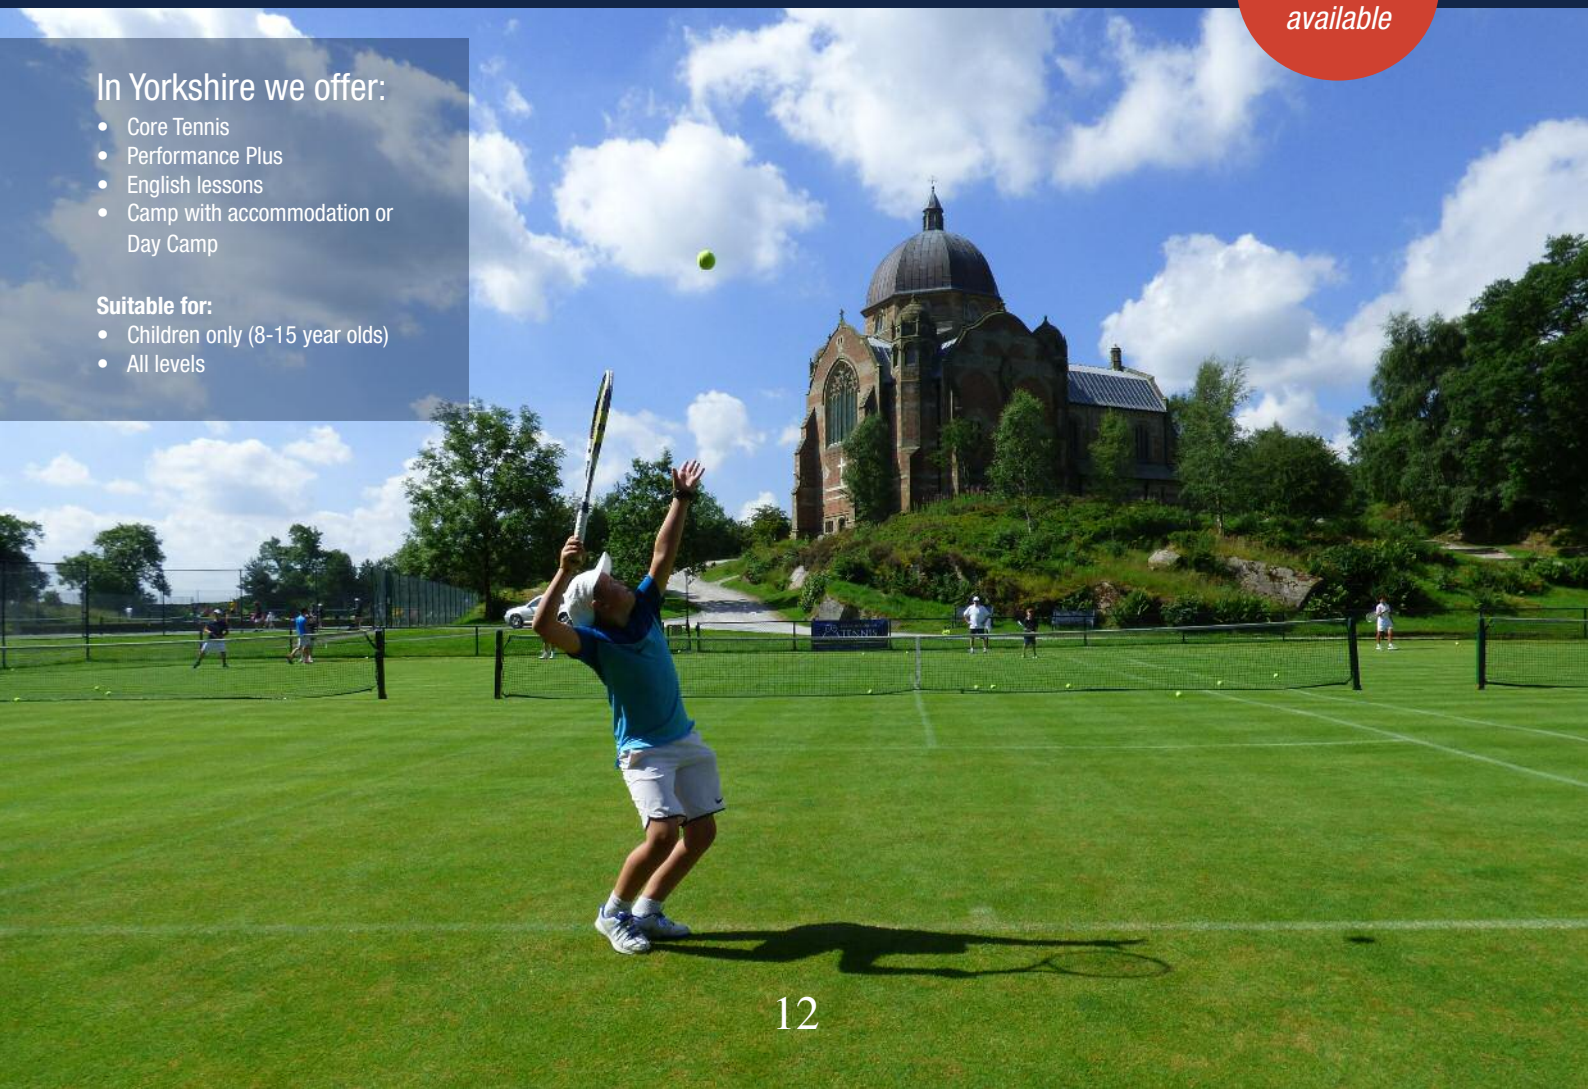 available
In Yorkshire we offer:
• Core Tennis
• Performance Plus
• English lessons
• Camp with accommodation or
Day Camp
Suitable for:
• Children only (8-15 year olds)
• All levels
TENNIS
12